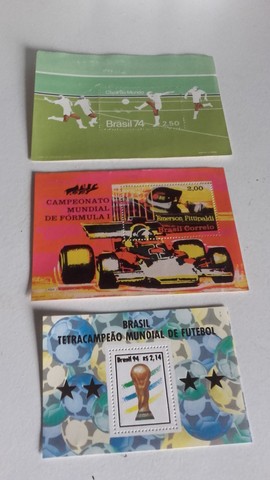 Brasil 74 2,50
2,00
CAMPEONATO
MUNDIAL
DE FÓRMULA I
Emerson Fittipaldi
Brasil Correio
BRASIL
TETRACAMPEÃO MUNDIAL DE FUTEBOL
Brasil 94 R$ 2,14